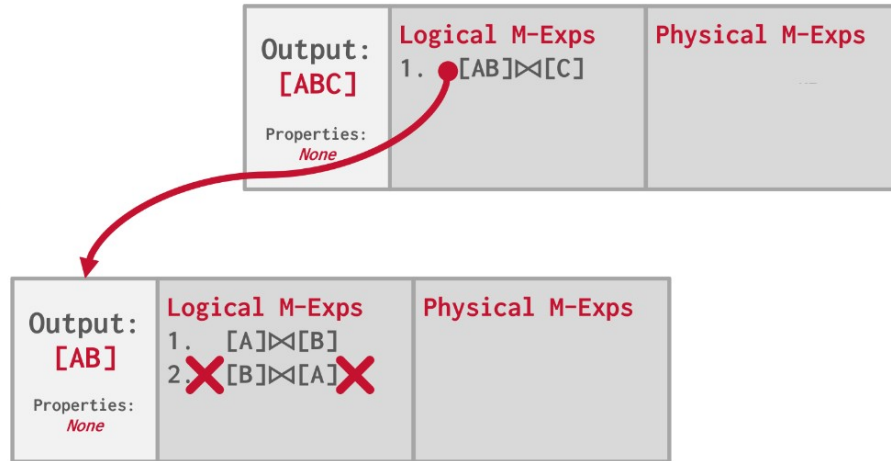 Output:
[ABC]
Properties:
None
Logical M-Exps
1. [AB]⋈[C]
Physical M-Exps
Output:
[AB]
Properties:
None
Logical M-Exps
1. [A]⋈[B]
2. [B]⋈[A]
Physical M-Exps